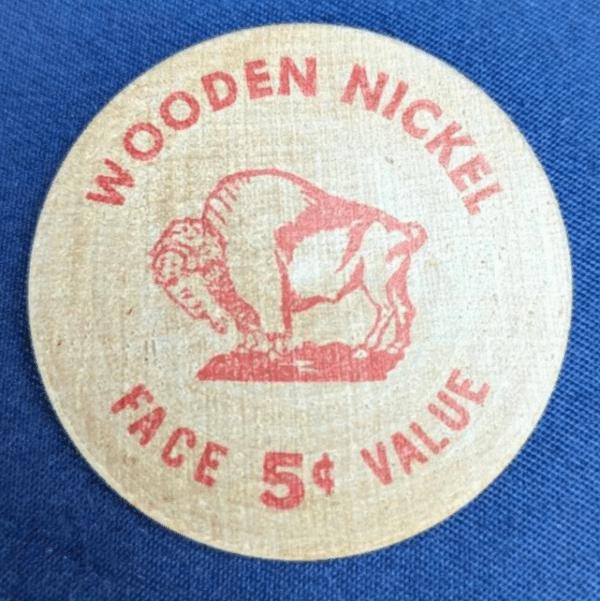 WOODEN NICKEL
FACE 5¢ VALUE